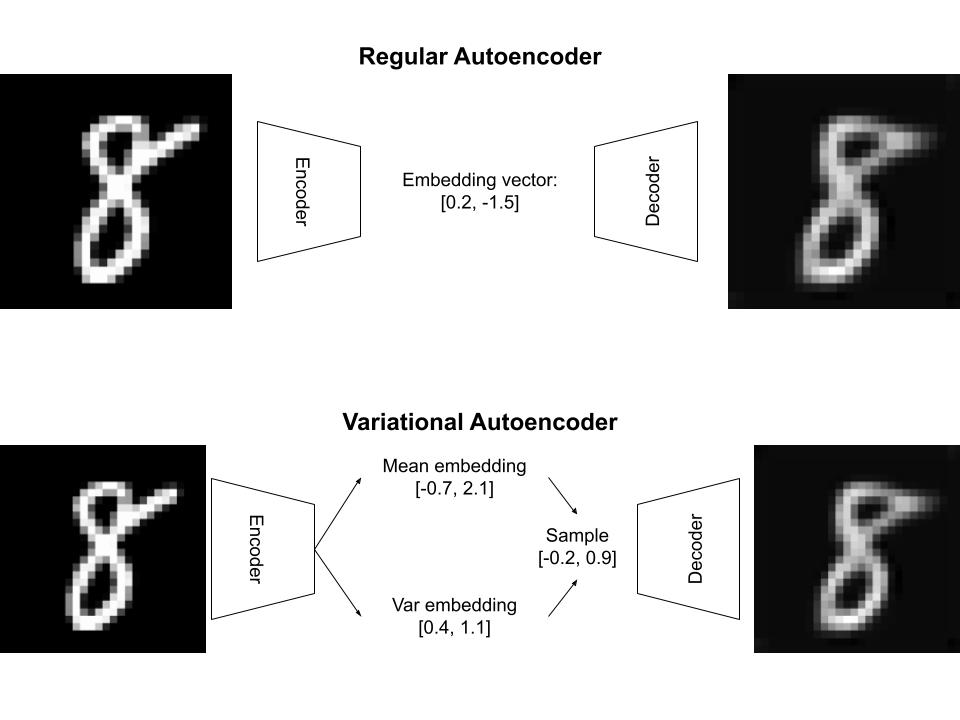 Regular Autoencoder
Encoder
Embedding vector:
[0.2, -1.5]
Decoder
Variational Autoencoder
Encoder
Mean embedding
[-0.7, 2.1]
Var embedding
[0.4, 1.1]
Sample
[-0.2, 0.9]
Decoder